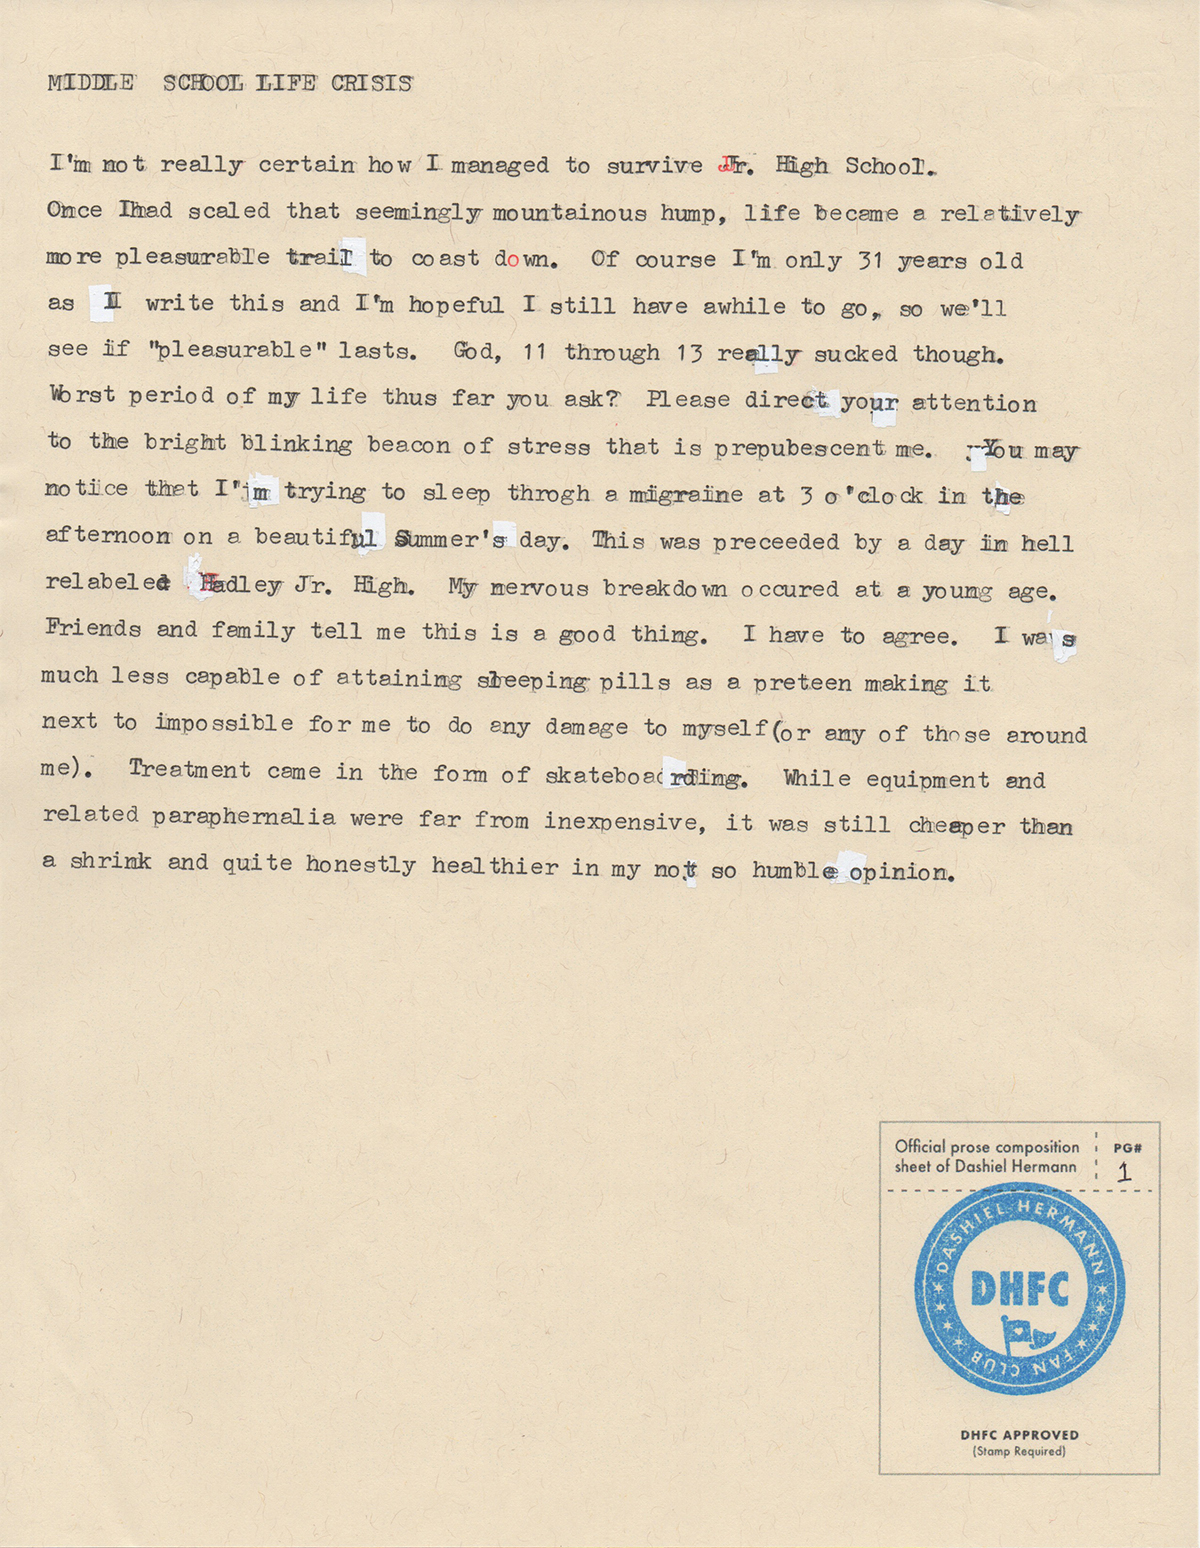 MIDDLE SCHOOL LIFE CRISIS
I'm not really certain how I managed to survive Jr. High School.
Once I had scaled that seemingly mountainous hump, life became a relatively
more pleasurable trail to coast down. Of course I'm only 31 years old
as I write this and I'm hopeful I still have awhile to go, so we'll
see if "pleasurable" lasts. God, 11 through 13 really sucked though.
Worst period of my life thus far you ask? Please direct your attention
to the bright blinking beacon of stress that is prepubescent me. You may
notice that I'm trying to sleep throgh a migraine at 3 o'clock in the
afternoon on a beautiful Summer's day. This was preceeded by a day in hell
relabeled Hadley Jr. High. My nervous breakdown occured at a young age.
Friends and family tell me this is a good thing. I have to agree. I was
much less capable of attaining sleeping pills as a preteen making it
next to impossible for me to do any damage to myself (or any of those around
me). Treatment came in the form of skateboarding. While equipment and
related paraphernalia were far from inexpensive, it was still cheaper than
a shrink and quite honestly healthier in my not so humble opinion.
Official prose composition
sheet of Dashiel Hermann
PG#
1
DASHIEL HERMANN
DHFC
FAN CLUB
DHFC APPROVED
(Stamp Required)